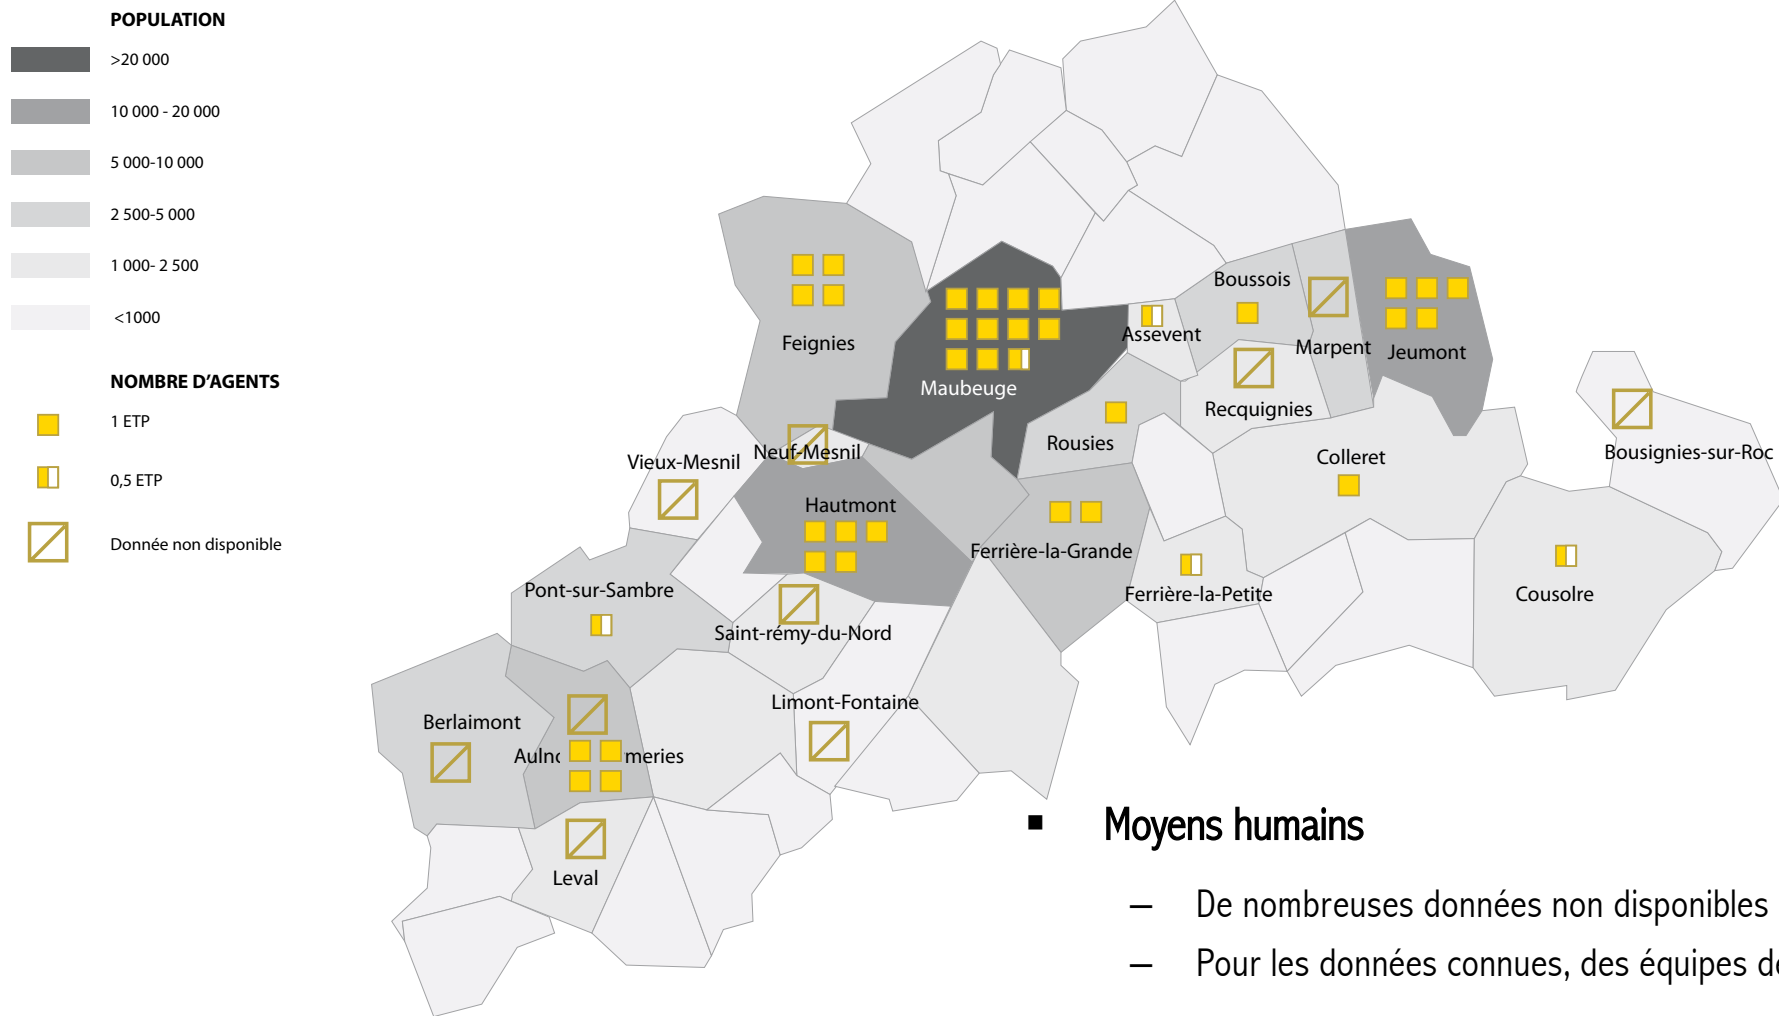 POPULATION
>20 000
10 000 - 20 000
5 000-10 000
2 500-5 000
1 000- 2 500
<1000
NOMBRE D'AGENTS
1 ETP
0,5 ETP
Donnée non disponible
Feignies
Maubeuge
Assevent
Boussois
Marpent
Jeumont
Recquignies
Rousies
Neuf-Mesnil
Vieux-Mesnil
Hautmont
Colleret
Bousignies-sur-Roc
Ferrière-la-Grande
Ferrière-la-Petite
Cousolre
Pont-sur-Sambre
Saint-rémy-du-Nord
Limont-Fontaine
Berlaimont
Leval
▪ Moyens humains
– De nombreuses données non disponibles
– Pour les données connues, des équipes